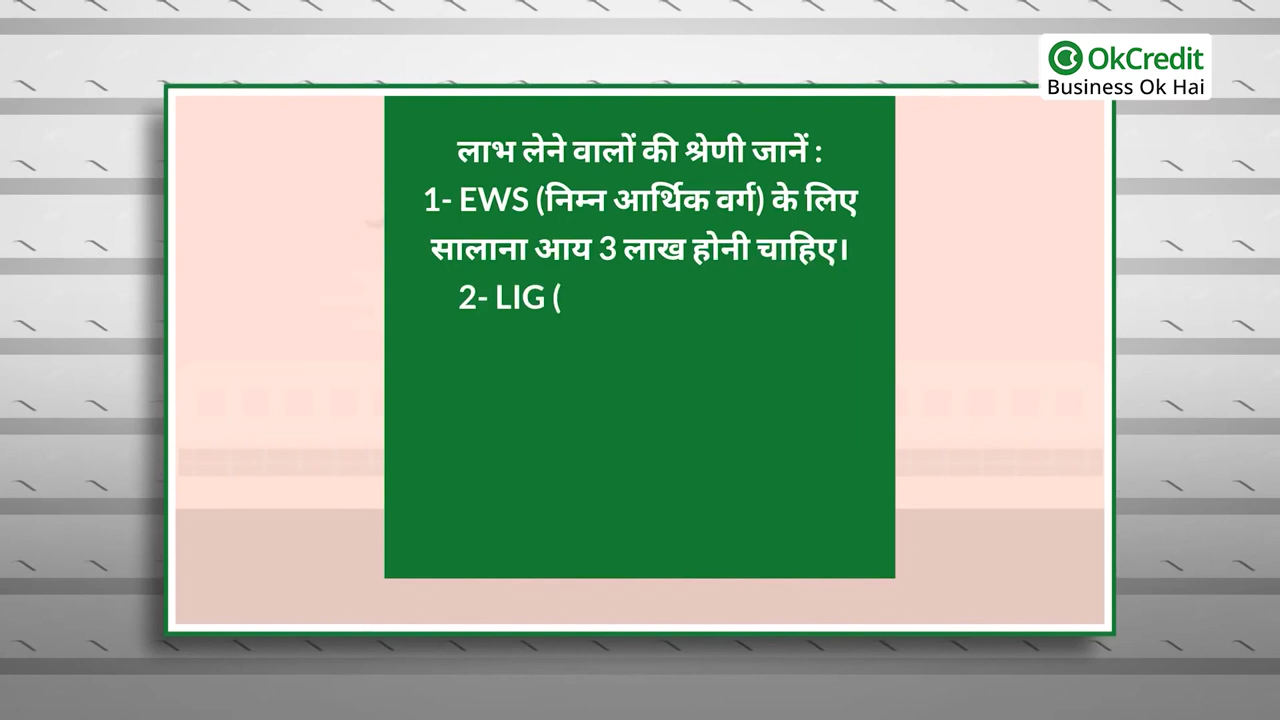 OkCredit
Business Ok Hai
लाभ लेने वालों की श्रेणी जानें :
1- EWS (निम्न आर्थिक वर्ग) के लिए
सालाना आय 3 लाख होनी चाहिए।
2- LIG (